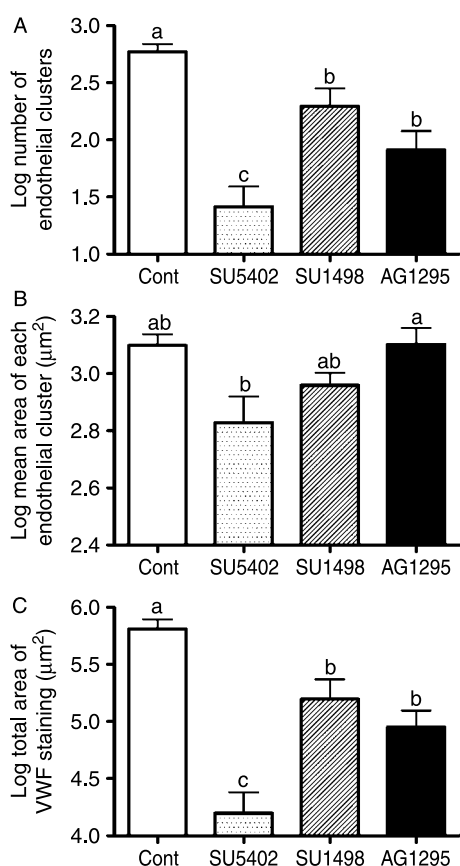 A
Log number of
endothelial clusters
3.0
2.5
2.0
1.5
1.0
a
c
b
b
Cont SU5402 SU1498 AG1295
B
Log mean area of each
endothelial cluster (μm²)
3.2
3.0
2.8
2.6
2.4
ab
b
ab
a
Cont SU5402 SU1498 AG1295
C
Log total area of
VWF staining (μm²)
6.0
5.5
5.0
4.5
4.0
a
c
b
b
Cont SU5402 SU1498 AG1295